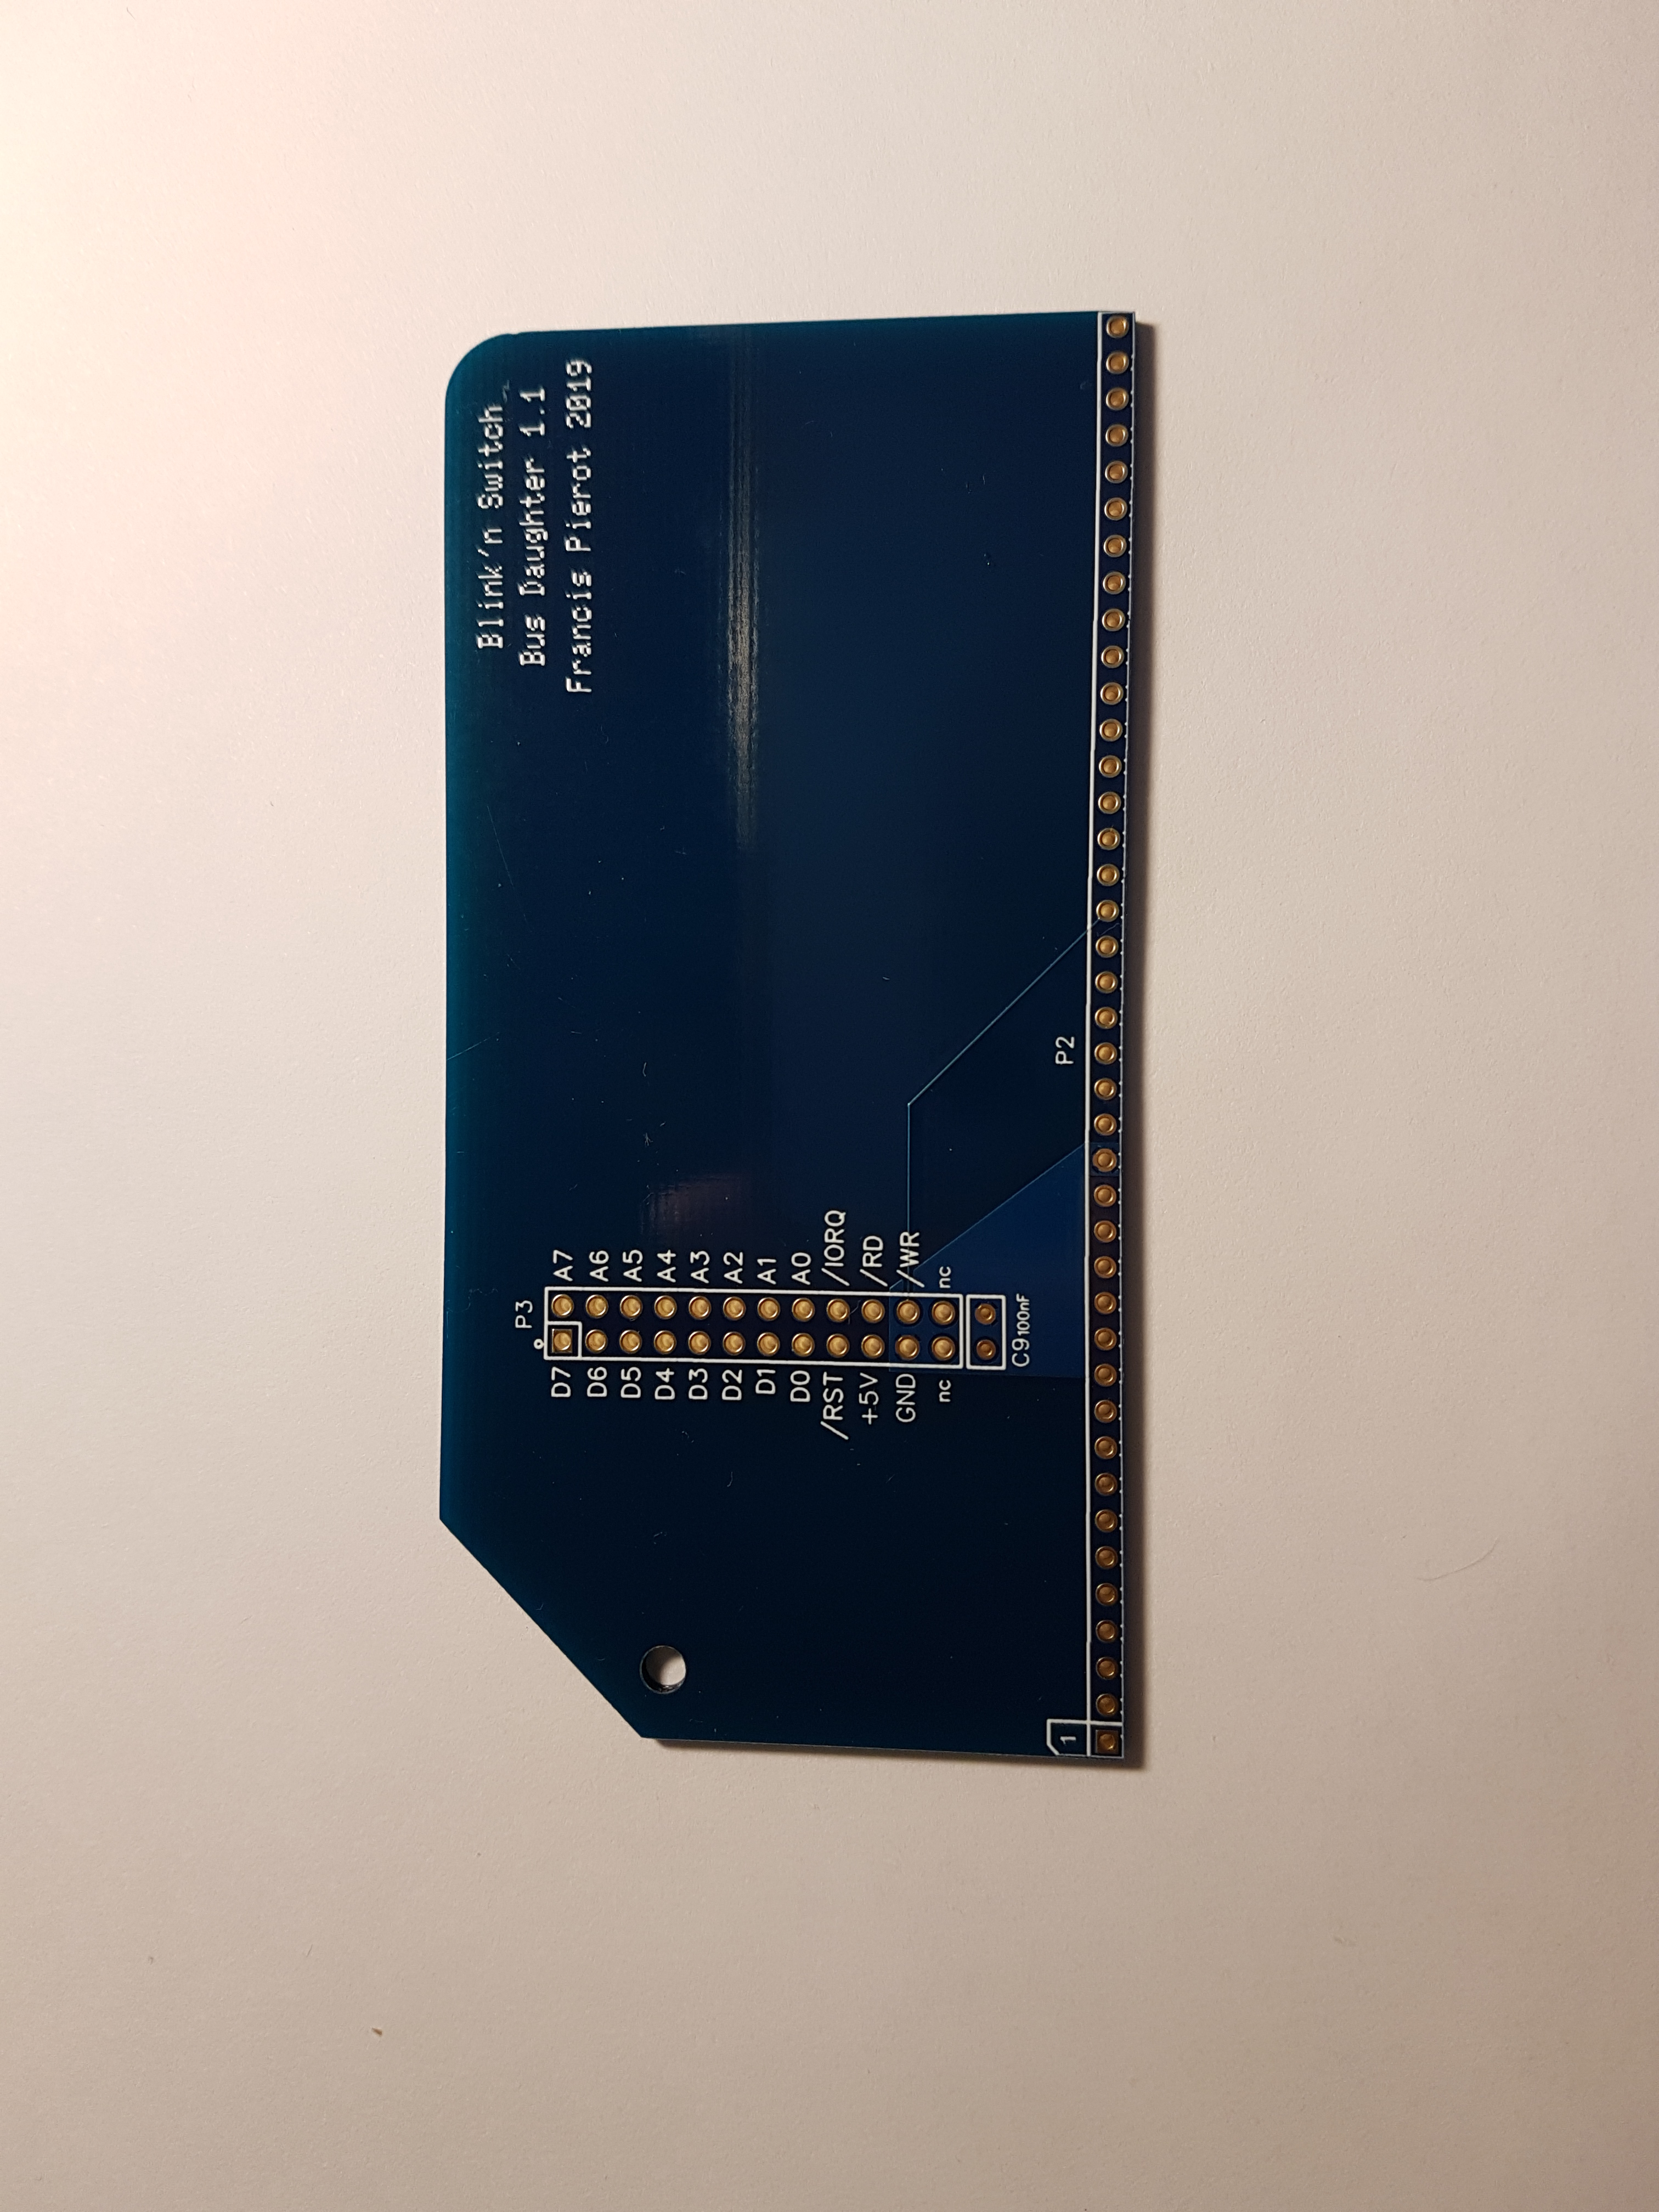 Blink'n Switch
Bus Daughter 1.1
Francis Pierot 2019
P3
D7 A7
D6 A6
D5 A5
D4 A4
D3 A3
D2 A2
D1 A1
D0 A0
/RST /IORQ
+5V /RD
GND /WR
nc nc
C9 100nF
P2
1